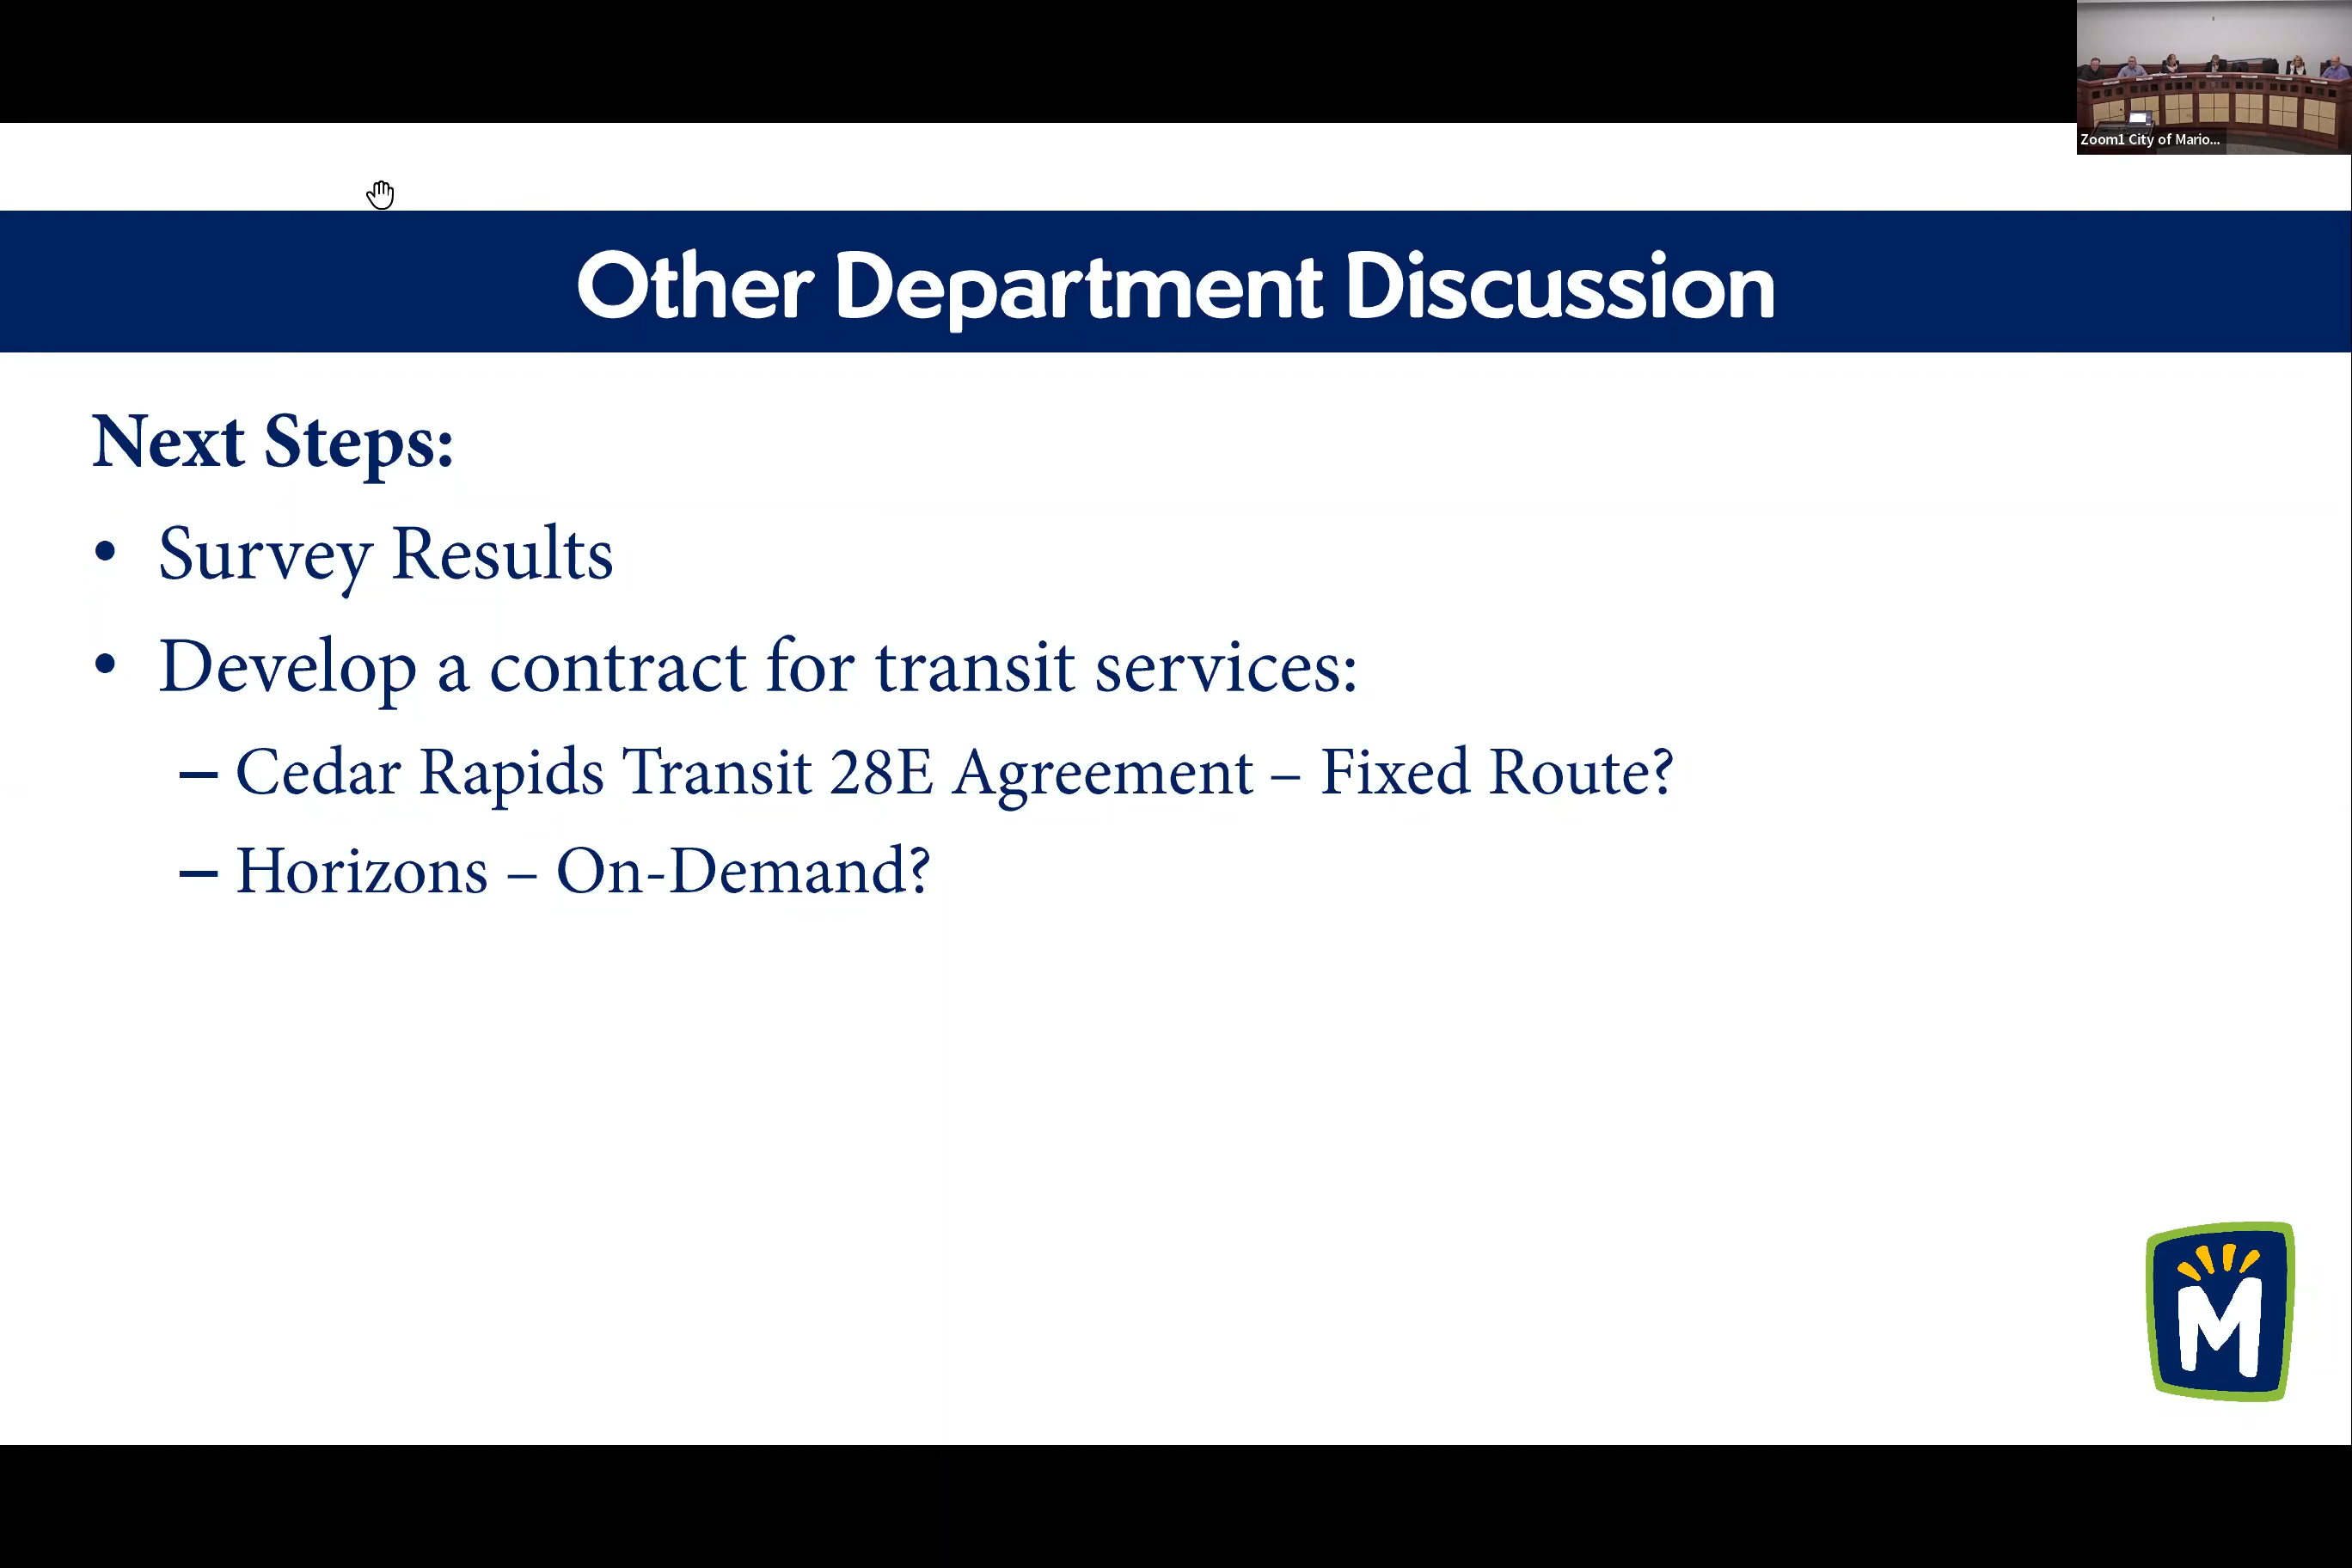 Zoom1 City of Mario...
Other Department Discussion
Next Steps:
• Survey Results
• Develop a contract for transit services:
– Cedar Rapids Transit 28E Agreement – Fixed Route?
– Horizons – On-Demand?
M